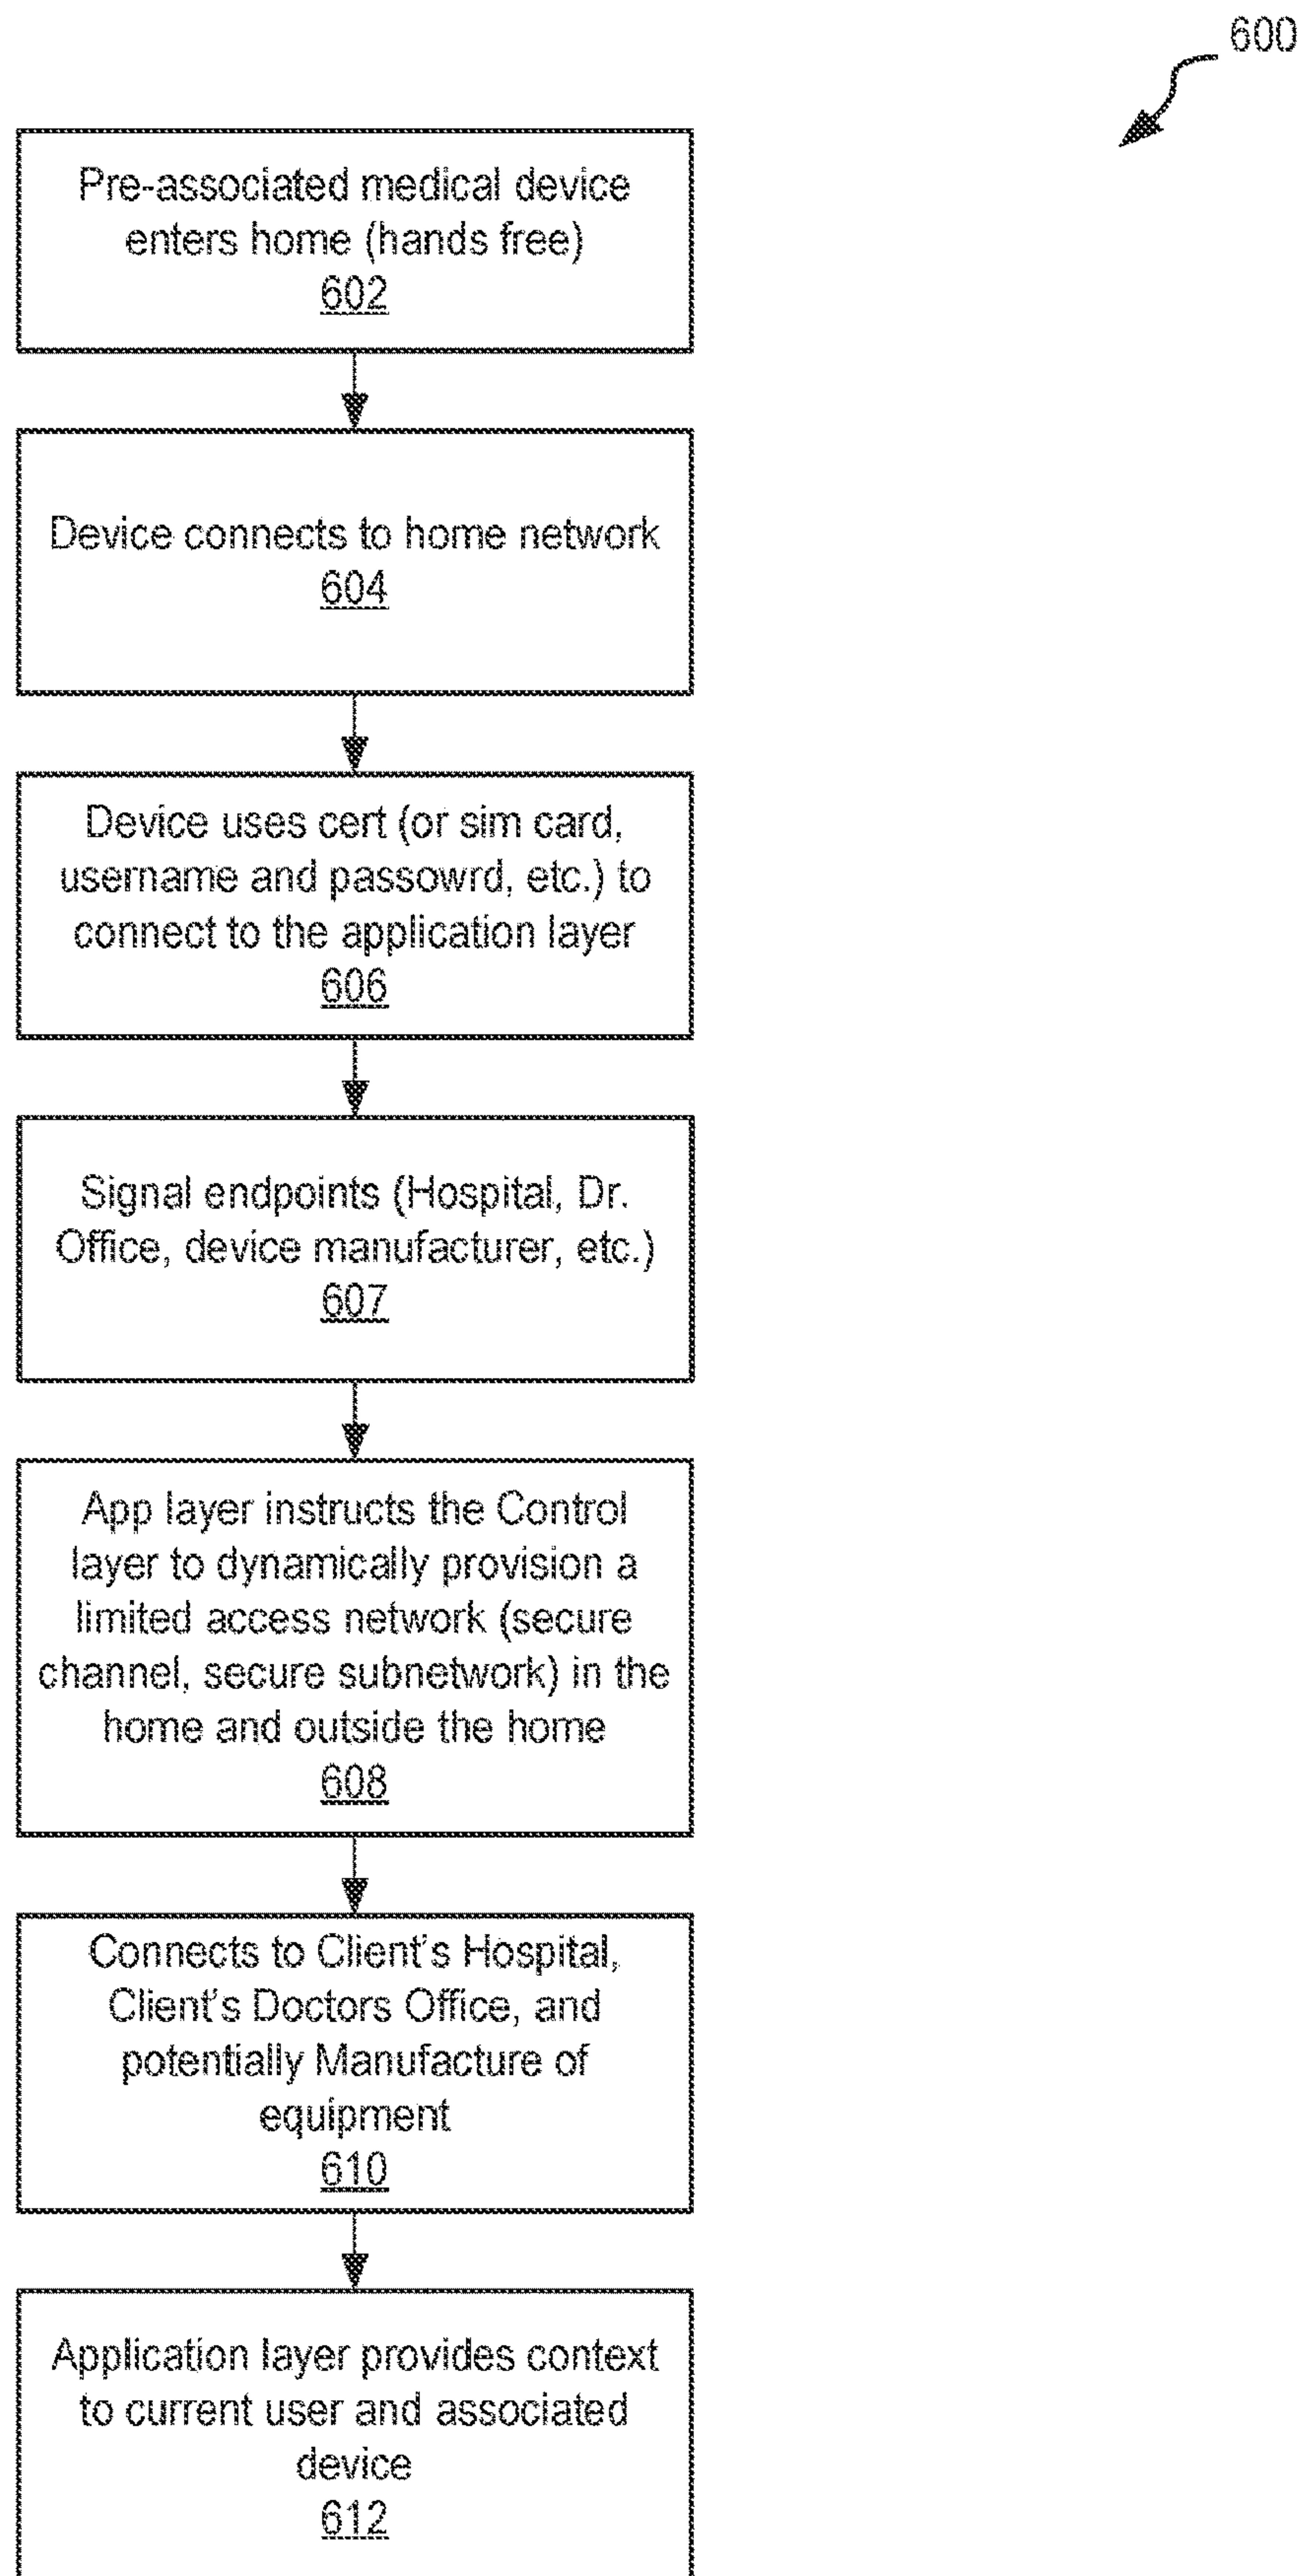 600
Pre-associated medical device
enters home (hands free)
602
Device connects to home network
604
Device uses cert (or sim card,
username and passowrd, etc.) to
connect to the application layer
606
Signal endpoints (Hospital, Dr.
Office, device manufacturer, etc.)
607
App layer instructs the Control
layer to dynamically provision a
limited access network (secure
channel, secure subnetwork) in the
home and outside the home
608
Connects to Client's Hospital,
Client's Doctors Office, and
potentially Manufacture of
equipment
610
Application layer provides context
to current user and associated
device
612